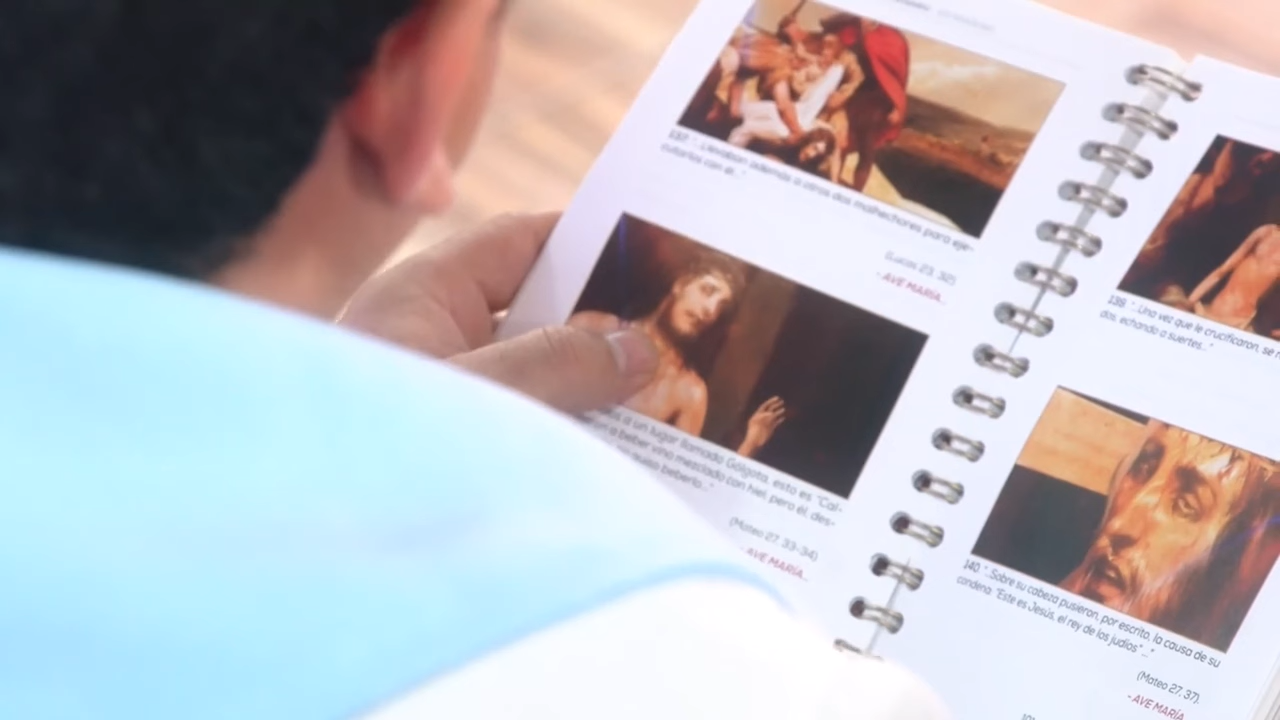 137. "...Llevaban además a otros dos malhechores para eje-
cutarlos con él..."
(Lucas 23, 32)
- AVE MARÍA...
a un lugar llamado Gólgota, esto es "Cal-
a beber vino mezclado con hiel; pero él, des-
quiso beberlo..."
(Mateo 27, 33-34)
- AVE MARÍA...
"...Una vez que le crucificaron, se
echando a suertes..."
140. "...Sobre su cabeza pusieron, por escrito, la causa de su
condena: "Este es Jesús, el rey de los judíos"..."
(Mateo 27, 37)
- AVE MARÍA...